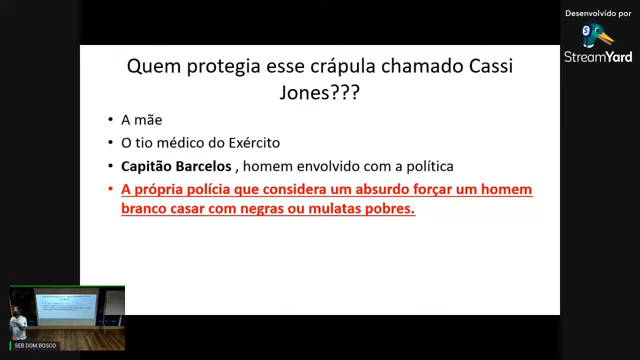 Desenvolvido por
StreamYard
Quem protegia esse crápula chamado Cassi
Jones???
• A mãe
• O tio médico do Exército
• Capitão Barcelos , homem envolvido com a política
• A própria polícia que considera um absurdo forçar um homem
branco casar com negras ou mulatas pobres.
SEB DOM BOSCO